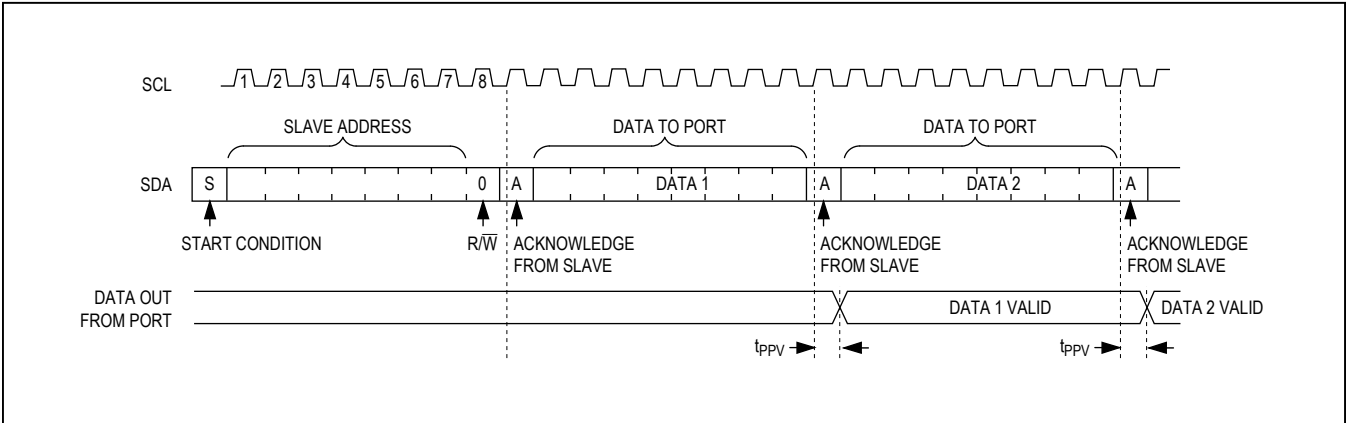 SCL 1 2 3 4 5 6 7 8
SLAVE ADDRESS DATA TO PORT DATA TO PORT
SDA S 0 A DATA 1 A DATA 2 A
START CONDITION R/W̅ ACKNOWLEDGE ACKNOWLEDGE ACKNOWLEDGE
FROM SLAVE FROM SLAVE FROM SLAVE
DATA OUT
FROM PORT
DATA 1 VALID DATA 2 VALID
tPPV tPPV